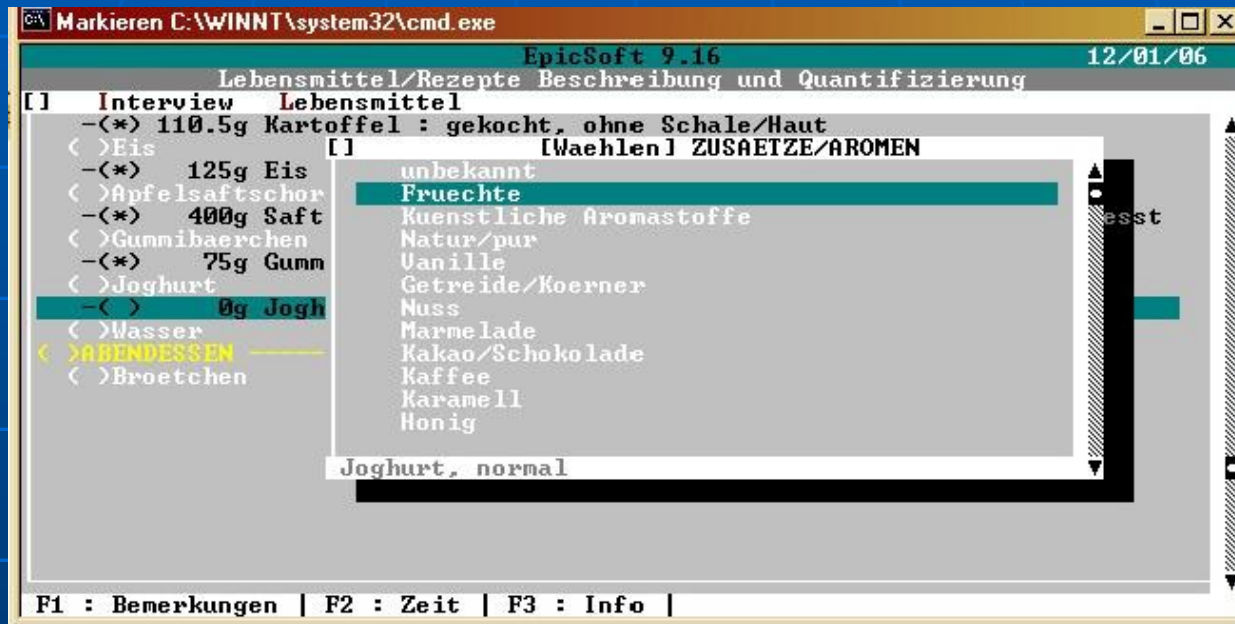 Markieren C:\WINNT\system32\cmd.exe
EpicSoft 9.16 12/01/06
Lebensmittel/Rezepte Beschreibung und Quantifizierung
[] Interview Lebensmittel
-(*) 110.5g Kartoffel : gekocht, ohne Schale/Haut
( )Eis
-(*) 125g Eis
( )Apfelsaftschor
-(*) 400g Saft esst
( )Gummibaerchen
-(*) 75g Gumm
( )Joghurt
-( ) 0g Jogh
( )Wasser
( )ABENDESSEN -----
( )Broetchen
[] [Waehlen] ZUSAETZE/AROMEN
unbekannt
Fruechte
Kuenstliche Aromastoffe
Natur/pur
Vanille
Getreide/Koerner
Nuss
Marmelade
Kakao/Schokolade
Kaffee
Karamell
Honig
Joghurt, normal
F1 : Bemerkungen | F2 : Zeit | F3 : Info |